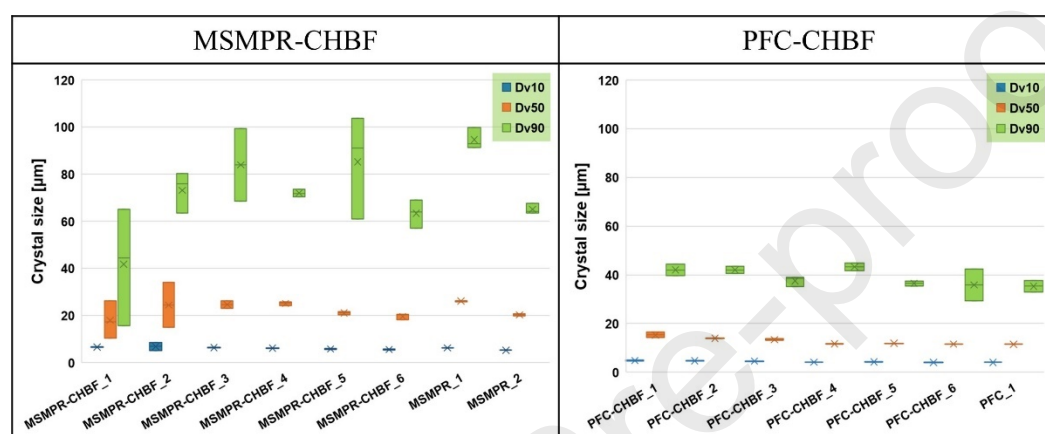 MSMPR-CHBF
PFC-CHBF
120
100
80
60
40
20
0
Crystal size [µm]
Dv10
Dv50
Dv90
MSMPR-CHBF_1
MSMPR-CHBF_2
MSMPR-CHBF_3
MSMPR-CHBF_4
MSMPR-CHBF_5
MSMPR-CHBF_6
MSMPR_1
MSMPR_2
120
100
80
60
40
20
0
Crystal size [µm]
Dv10
Dv50
Dv90
PFC-CHBF_1
PFC-CHBF_2
PFC-CHBF_3
PFC-CHBF_4
PFC-CHBF_5
PFC-CHBF_6
PFC_1
re-proo